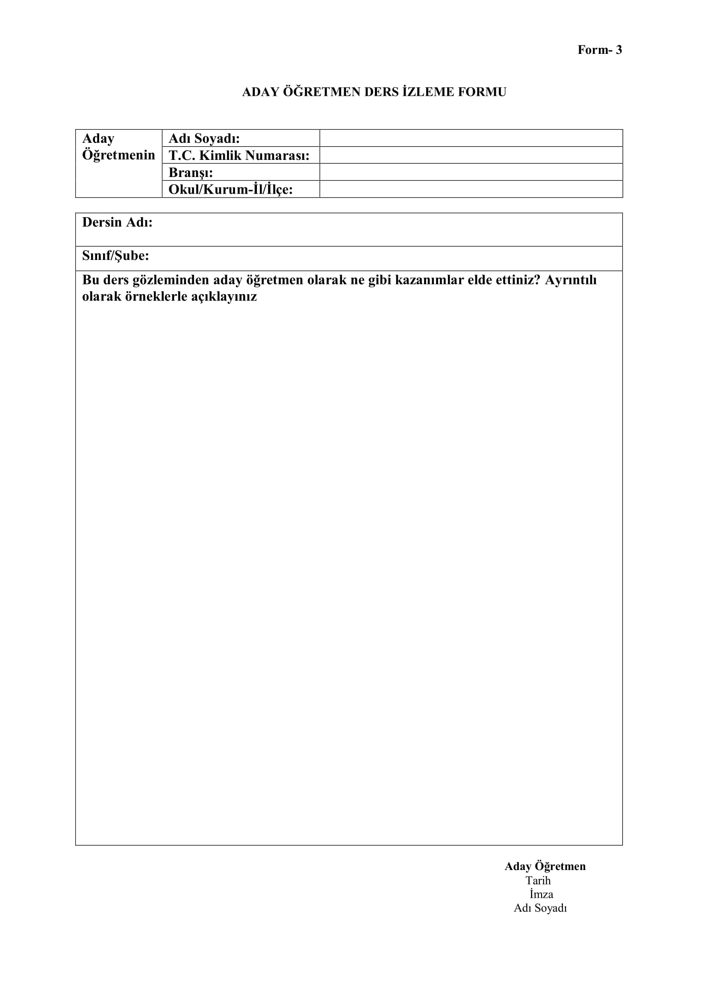 Form- 3
ADAY ÖĞRETMEN DERS İZLEME FORMU
Aday
Öğretmenin
Adı Soyadı:
T.C. Kimlik Numarası:
Branşı:
Okul/Kurum-İl/İlçe:
Dersin Adı:
Sınıf/Şube:
Bu ders gözleminden aday öğretmen olarak ne gibi kazanımlar elde ettiniz? Ayrıntılı
olarak örneklerle açıklayınız
Aday Öğretmen
Tarih
İmza
Adı Soyadı